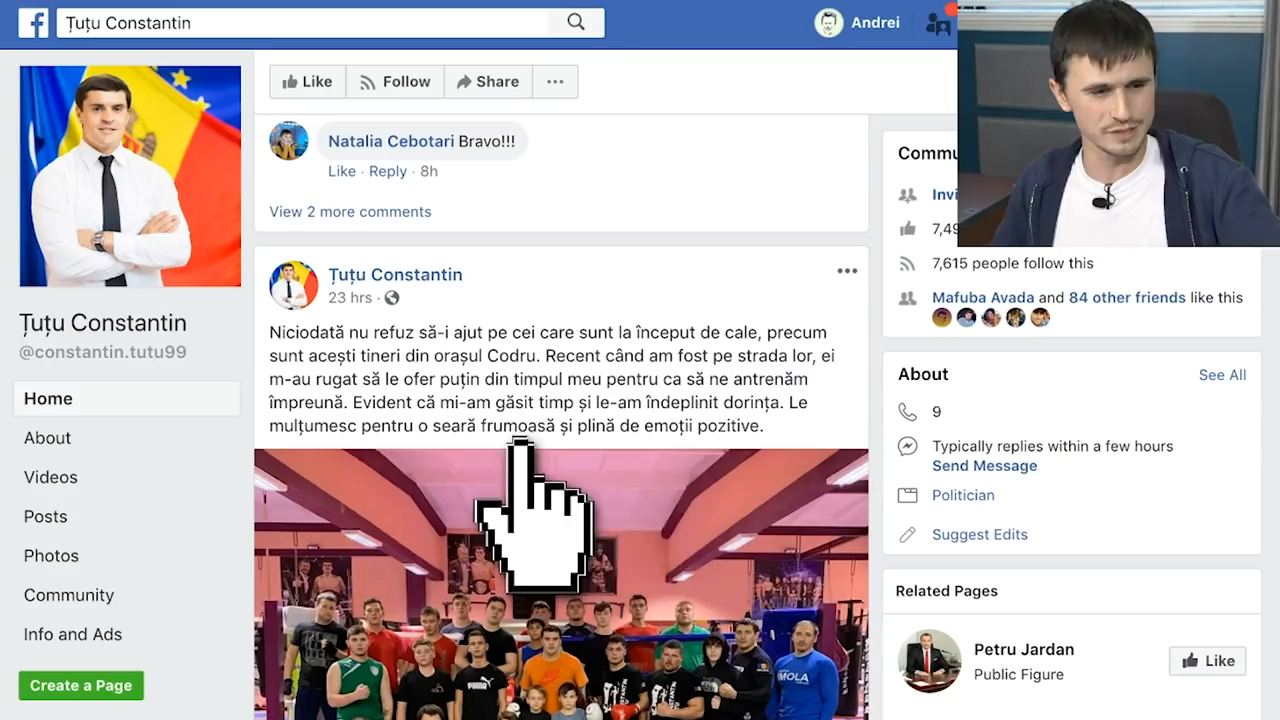 Țuțu Constantin
Andrei
Like
Follow
Share
Natalia Cebotari Bravo!!!
Like · Reply · 8h
View 2 more comments
Țuțu Constantin
@constantin.tutu99
Home
About
Videos
Posts
Photos
Community
Info and Ads
Create a Page
Țuțu Constantin
23 hrs ·
Niciodată nu refuz să-i ajut pe cei care sunt la început de cale, precum
sunt acești tineri din orașul Codru. Recent când am fost pe strada lor, ei
m-au rugat să le ofer puțin din timpul meu pentru ca să ne antrenăm
împreună. Evident că mi-am găsit timp și le-am îndeplinit dorința. Le
mulțumesc pentru o seară frumoasă și plină de emoții pozitive.
PUMA
MOLA
Commu
Invi
7,49
7,615 people follow this
Mafuba Avada and 84 other friends like this
About
See All
9
Typically replies within a few hours
Send Message
Politician
Suggest Edits
Related Pages
Petru Jardan
Public Figure
Like